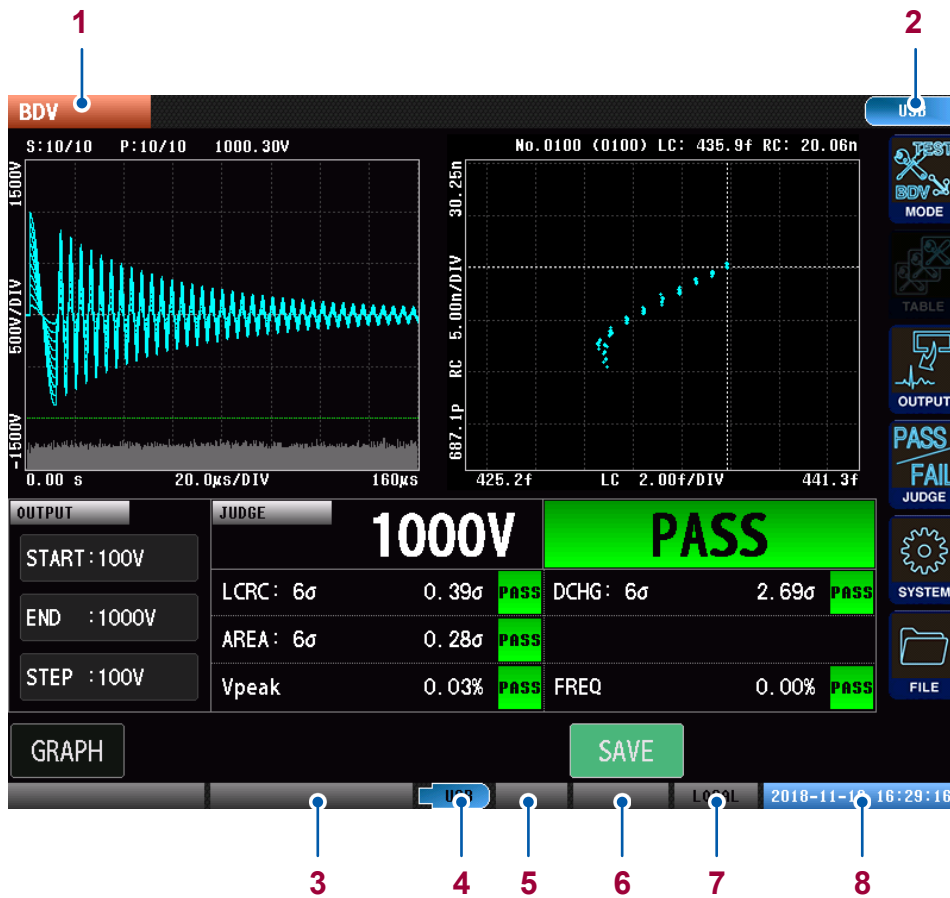 1 2
BDV USB
S:10/10 P:10/10 1000.30V
1500V
500V/DIV
-1500V
0.00 s 20.0µs/DIV 160µs
No.0100 (0100) LC: 435.9f RC: 20.06n
30.25n
RC 5.00n/DIV
687.1p
425.2f LC 2.00f/DIV 441.3f
TEST
BDV
MODE
TABLE
OUTPUT
PASS
FAIL
JUDGE
SYSTEM
FILE
OUTPUT
START:100V
END :1000V
STEP :100V
JUDGE
1000V PASS
LCRC: 6σ 0.39σ PASS DCHG: 6σ 2.69σ PASS
AREA: 6σ 0.28σ PASS
Vpeak 0.03% PASS FREQ 0.00% PASS
GRAPH SAVE
USB LOCAL 16:29:16
3 4 5 6 7 8